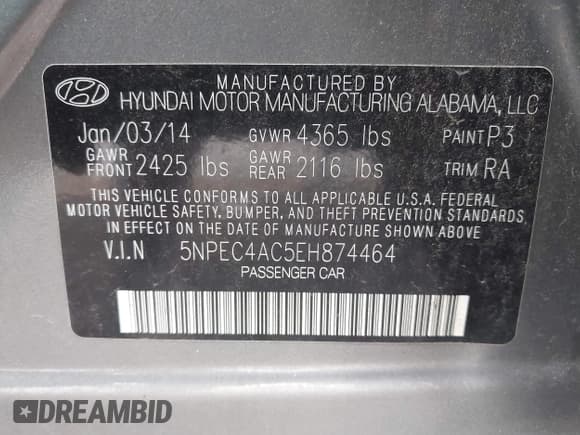 MANUFACTURED BY
HYUNDAI MOTOR MANUFACTURING ALABAMA, LLC
Jan/03/14 GVWR 4365 lbs PAINT P3
GAWR FRONT 2425 lbs GAWR REAR 2116 lbs TRIM RA
THIS VEHICLE CONFORMS TO ALL APPLICABLE U.S.A. FEDERAL
MOTOR VEHICLE SAFETY, BUMPER, AND THEFT PREVENTION STANDARDS
IN EFFECT ON THE DATE OF MANUFACTURE SHOWN ABOVE.
V.I.N 5NPEC4AC5EH874464
PASSENGER CAR
DREAMBID